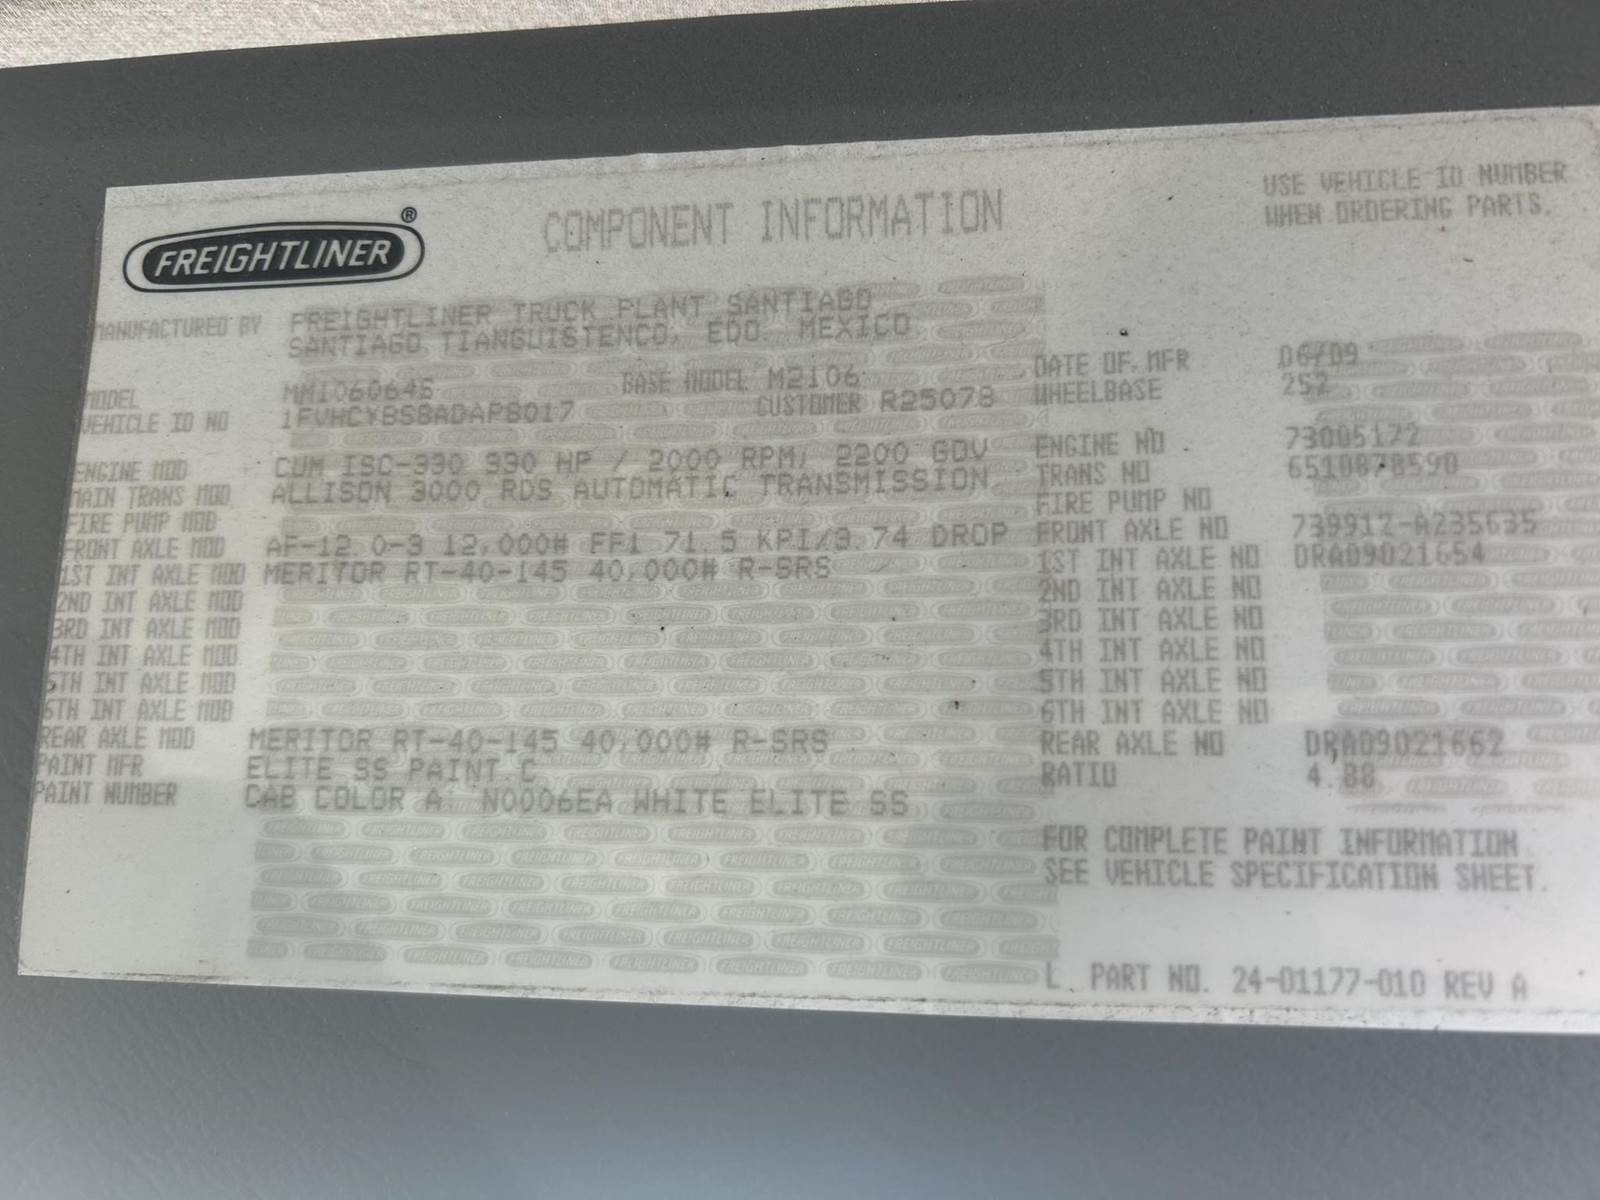 FREIGHTLINER ®
COMPONENT INFORMATION
USE VEHICLE ID NUMBER
WHEN ORDERING PARTS.
MANUFACTURED BY FREIGHTLINER TRUCK PLANT SANTIAGO
SANTIAGO TIANGUISTENCO, EDO. MEXICO
MODEL MM106064S BASE MODEL M2106 DATE OF MFR 06/09
VEHICLE ID NO 1FVHCYBS8ADAP8017 CUSTOMER R25078 WHEELBASE 252
ENGINE MOD CUM ISC-330 330 HP / 2000 RPM, 2200 GOV ENGINE NO 73005172
MAIN TRANS MOD ALLISON 3000 RDS AUTOMATIC TRANSMISSION TRANS NO 6510878590
FIRE PUMP MOD FIRE PUMP NO
FRONT AXLE MOD AF-12.0-3 12,000# FF1 71.5 KPI/3.74 DROP FRONT AXLE NO 739912-A235635
1ST INT AXLE MOD MERITOR RT-40-145 40,000# R-SRS 1ST INT AXLE NO DRA09021654
2ND INT AXLE MOD 2ND INT AXLE NO
3RD INT AXLE MOD 3RD INT AXLE NO
4TH INT AXLE MOD 4TH INT AXLE NO
5TH INT AXLE MOD 5TH INT AXLE NO
6TH INT AXLE MOD 6TH INT AXLE NO
REAR AXLE MOD MERITOR RT-40-145 40,000# R-SRS REAR AXLE NO DRA09021662
PAINT MFR ELITE SS PAINT C RATIO 4.88
PAINT NUMBER CAB COLOR A: N0006EA WHITE ELITE SS
FOR COMPLETE PAINT INFORMATION
SEE VEHICLE SPECIFICATION SHEET.
L. PART NO. 24-01177-010 REV A